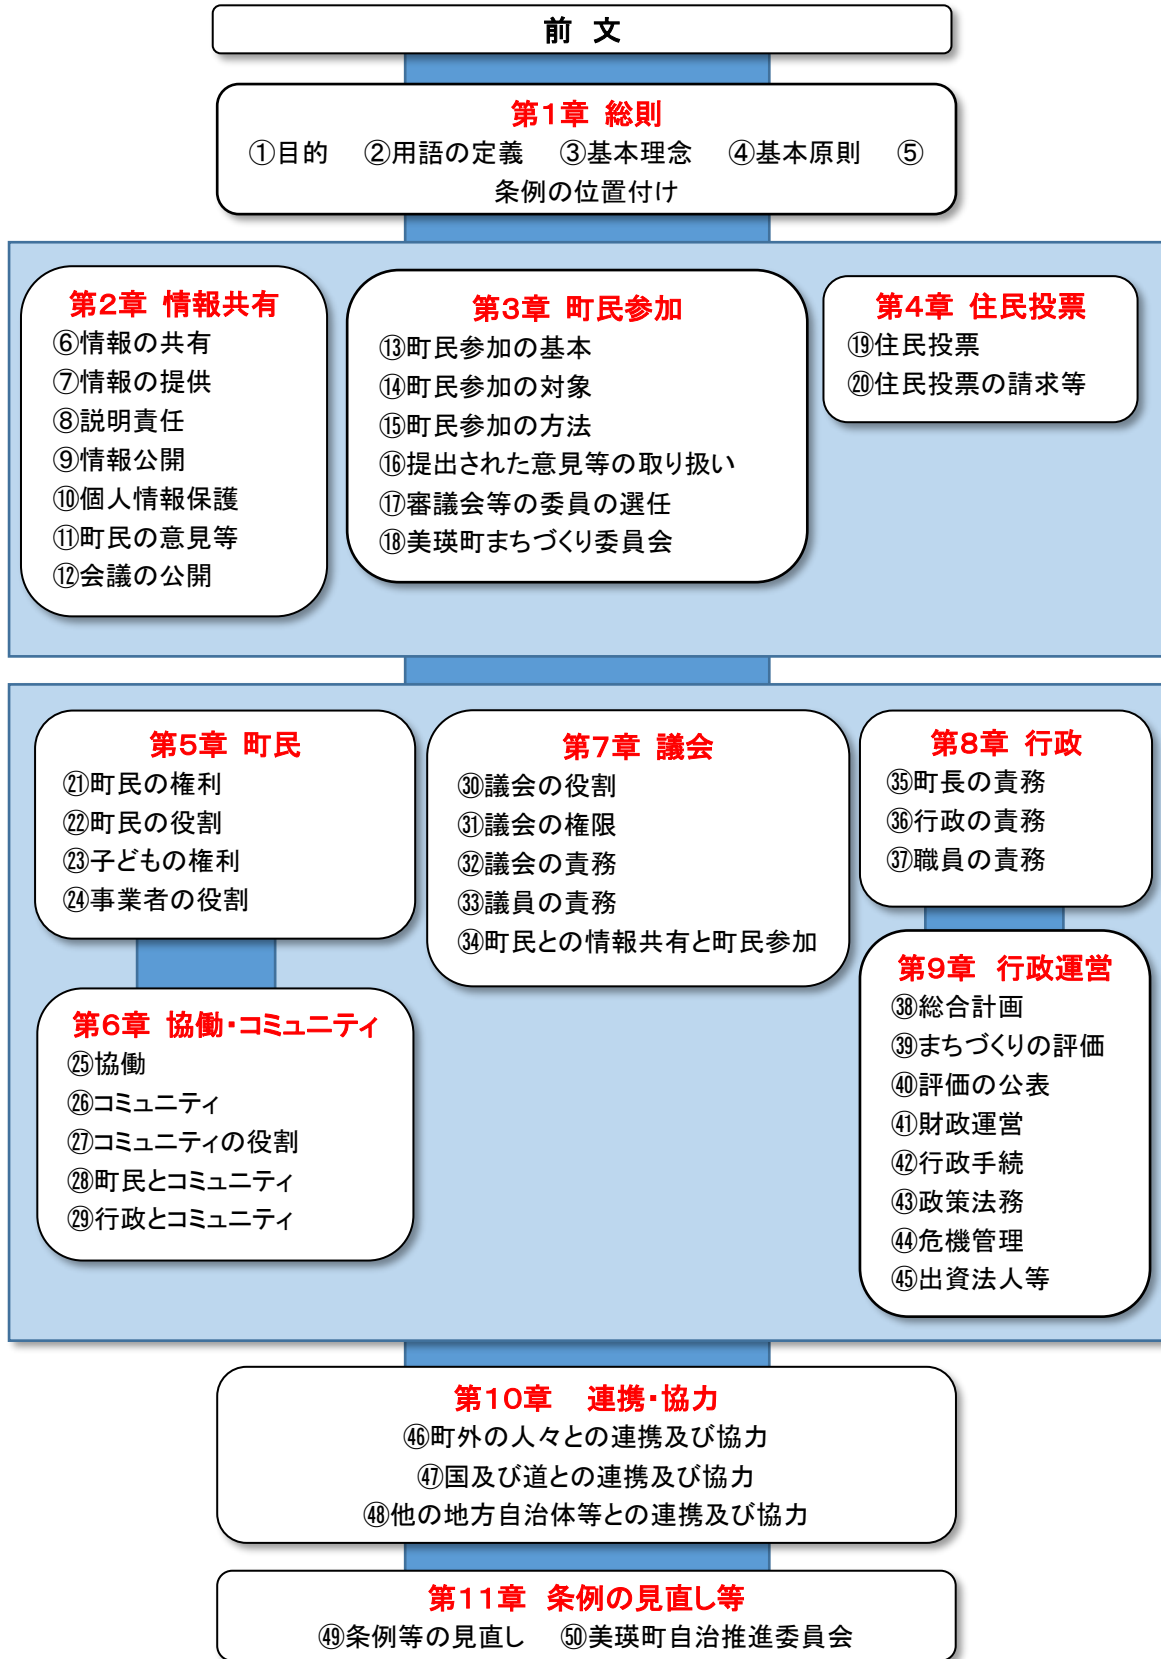 前 文
第1章 総則
①目的 ②用語の定義 ③基本理念 ④基本原則 ⑤
条例の位置付け
第2章 情報共有
⑥情報の共有
⑦情報の提供
⑧説明責任
⑨情報公開
⑩個人情報保護
⑪町民の意見等
⑫会議の公開
第3章 町民参加
⑬町民参加の基本
⑭町民参加の対象
⑮町民参加の方法
⑯提出された意見等の取り扱い
⑰審議会等の委員の選任
⑱美瑛町まちづくり委員会
第4章 住民投票
⑲住民投票
⑳住民投票の請求等
第5章 町民
㉑町民の権利
㉒町民の役割
㉓子どもの権利
㉔事業者の役割
第6章 協働・コミュニティ
㉕協働
㉖コミュニティ
㉗コミュニティの役割
㉘町民とコミュニティ
㉙行政とコミュニティ
第7章 議会
㉚議会の役割
㉛議会の権限
㉜議会の責務
㉝議員の責務
㉞町民との情報共有と町民参加
第8章 行政
㉟町長の責務
㊱行政の責務
㊲職員の責務
第9章 行政運営
㊳総合計画
㊴まちづくりの評価
㊵評価の公表
㊶財政運営
㊷行政手続
㊸政策法務
㊹危機管理
㊺出資法人等
第10章 連携・協力
㊻町外の人々との連携及び協力
㊼国及び道との連携及び協力
㊽他の地方自治体等との連携及び協力
第11章 条例の見直し等
㊾条例等の見直し ㊿美瑛町自治推進委員会